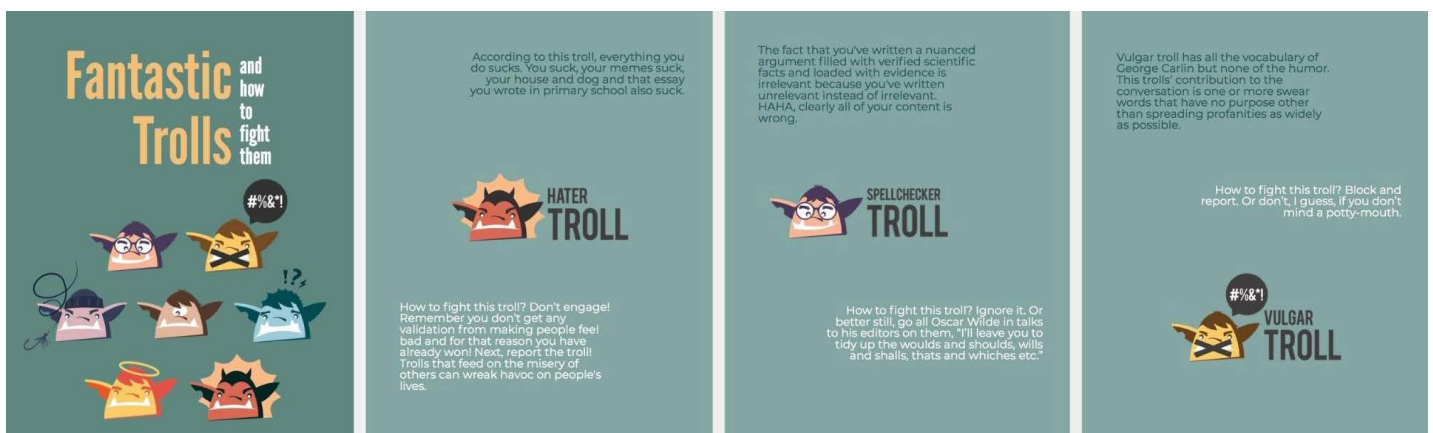 Fantastic
Trolls
and
how
to
fight
them
#%&*!
!?;
According to this troll, everything you
do sucks. You suck, your memes suck,
your house and dog and that essay
you wrote in primary school also suck.
HATER
TROLL
How to fight this troll? Don't engage!
Remember you don't get any
validation from making people feel
bad and for that reason you have
already won! Next, report the troll!
Trolls that feed on the misery of
others can wreak havoc on people's
lives.
The fact that you've written a nuanced
argument filled with verified scientific
facts and loaded with evidence is
irrelevant because you've written
unrelevant instead of irrelevant.
HAHA, clearly all of your content is
wrong.
SPELLCHECKER
TROLL
How to fight this troll? Ignore it. Or
better still, go all Oscar Wilde in talks
to his editors on them, "I'll leave you to
tidy up the woulds and shoulds, wills
and shalls, thats and whiches etc."
Vulgar troll has all the vocabulary of
George Carlin but none of the humor.
This trolls' contribution to the
conversation is one or more swear
words that have no purpose other
than spreading profanities as widely
as possible.
How to fight this troll? Block and
report. Or don't, I guess, if you don't
mind a potty-mouth.
#%&*!
VULGAR
TROLL